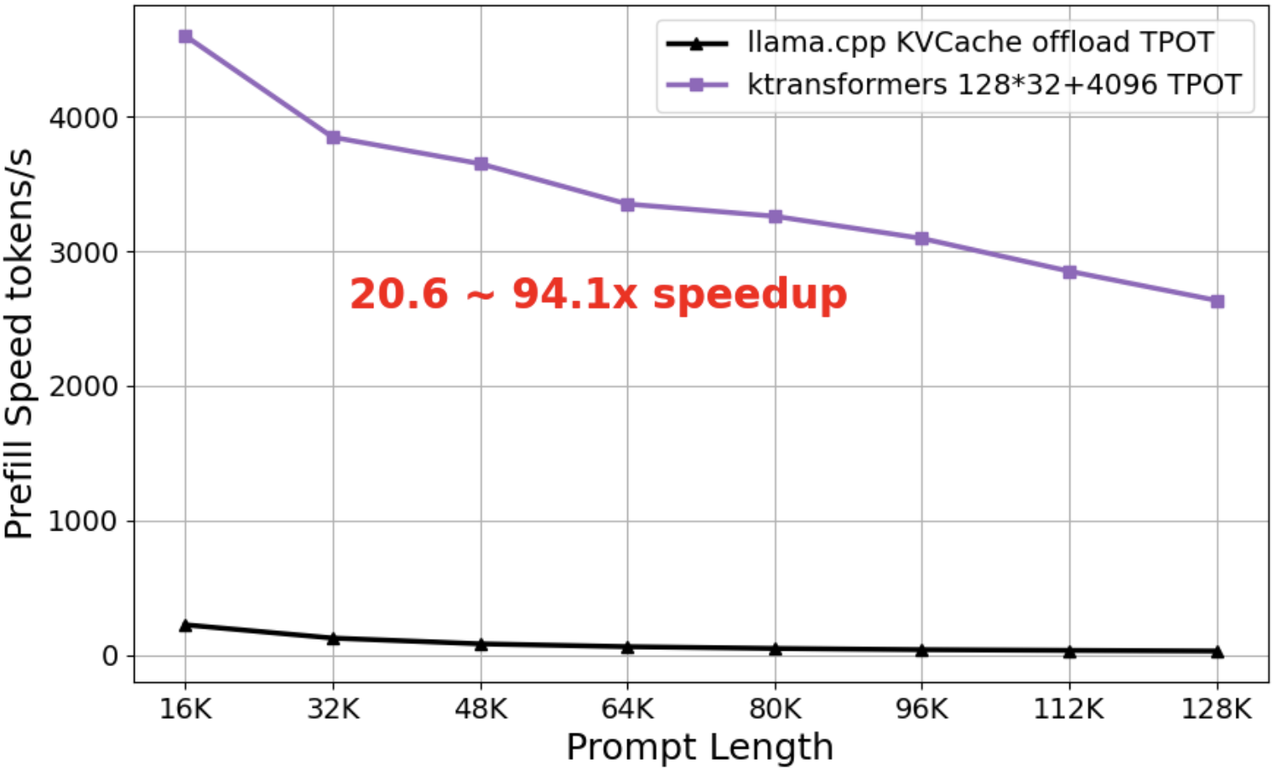 llama.cpp KVCache offload TPOT
ktransformers 128*32+4096 TPOT
Prefill Speed tokens/s
4000
3000
2000
1000
0
20.6 ~ 94.1x speedup
16K 32K 48K 64K 80K 96K 112K 128K
Prompt Length